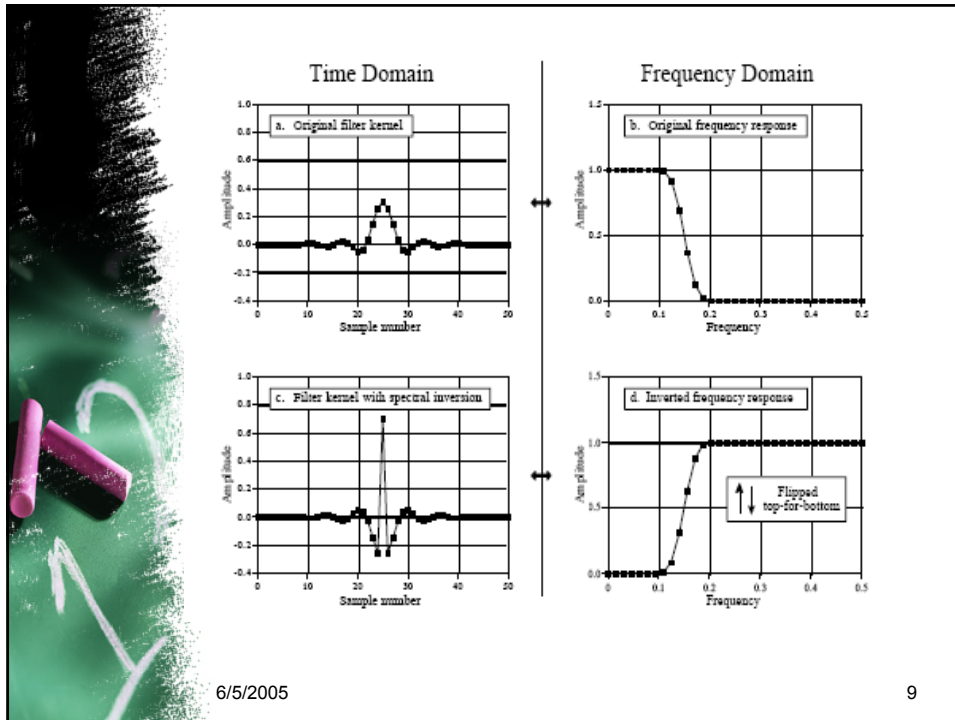 Time Domain
Frequency Domain
1.0
0.8
0.6
0.4
0.2
0.0
-0.2
-0.4
Amplitude
a. Original filter kernel
0 10 20 30 40 50
Sample number
1.5
1.0
0.5
0.0
Amplitude
b. Original frequency response
0 0.1 0.2 0.3 0.4 0.5
Frequency
1.0
0.8
0.6
0.4
0.2
0.0
-0.2
-0.4
Amplitude
c. Filter kernel with spectral inversion
0 10 20 30 40 50
Sample number
1.5
1.0
0.5
0.0
Amplitude
d. Inverted frequency response
Flipped
top-for-bottom
0 0.1 0.2 0.3 0.4 0.5
Frequency
6/5/2005
9